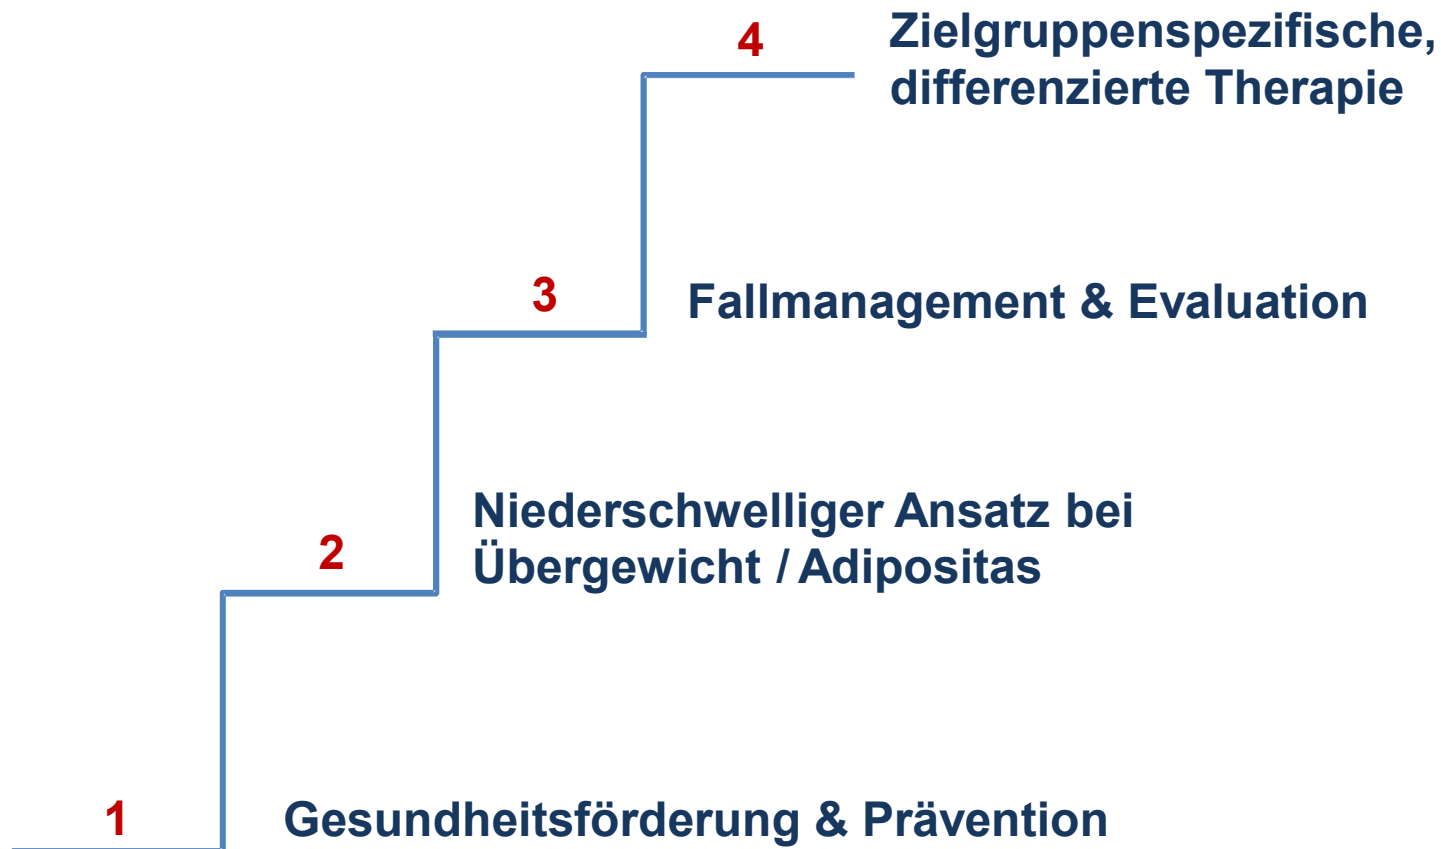 4
Zielgruppenspezifische,
differenzierte Therapie
3
Fallmanagement & Evaluation
2
Niederschwelliger Ansatz bei
Übergewicht / Adipositas
1
Gesundheitsförderung & Prävention